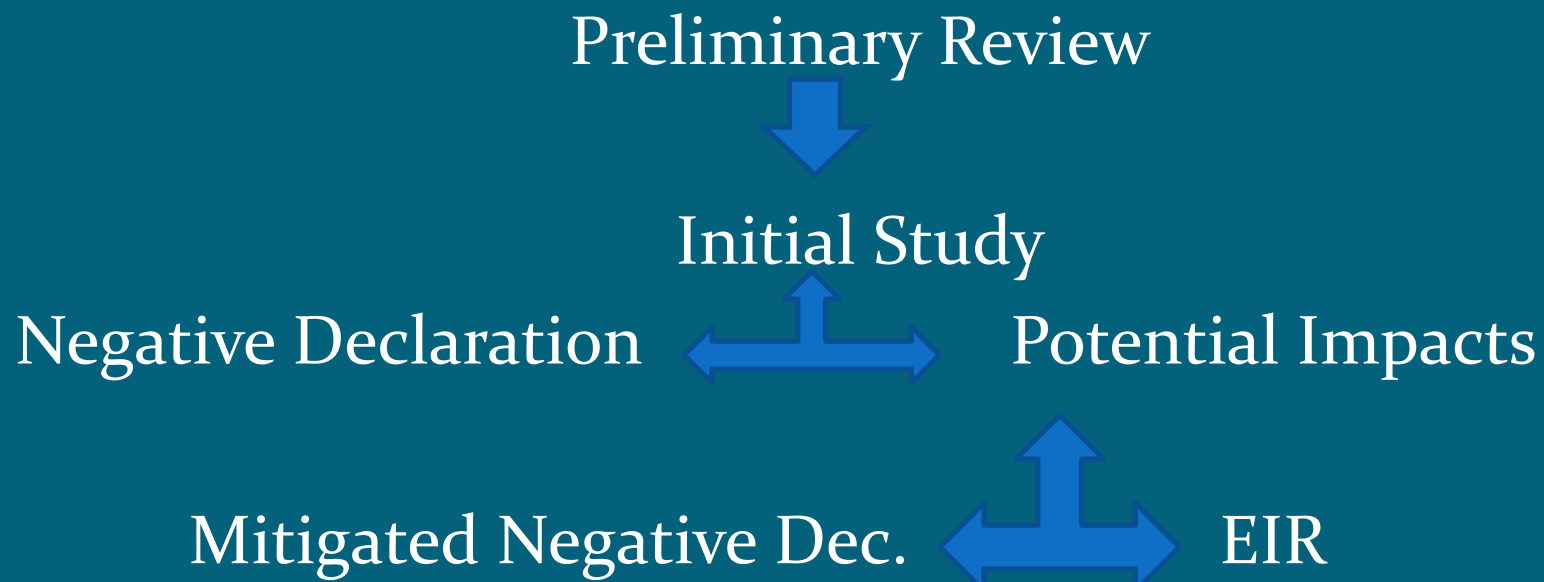 Preliminary Review
Initial Study
Negative Declaration
Potential Impacts
Mitigated Negative Dec.
EIR